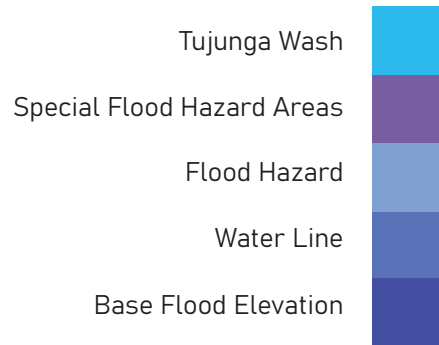 Tujunga Wash
Special Flood Hazard Areas
Flood Hazard
Water Line
Base Flood Elevation